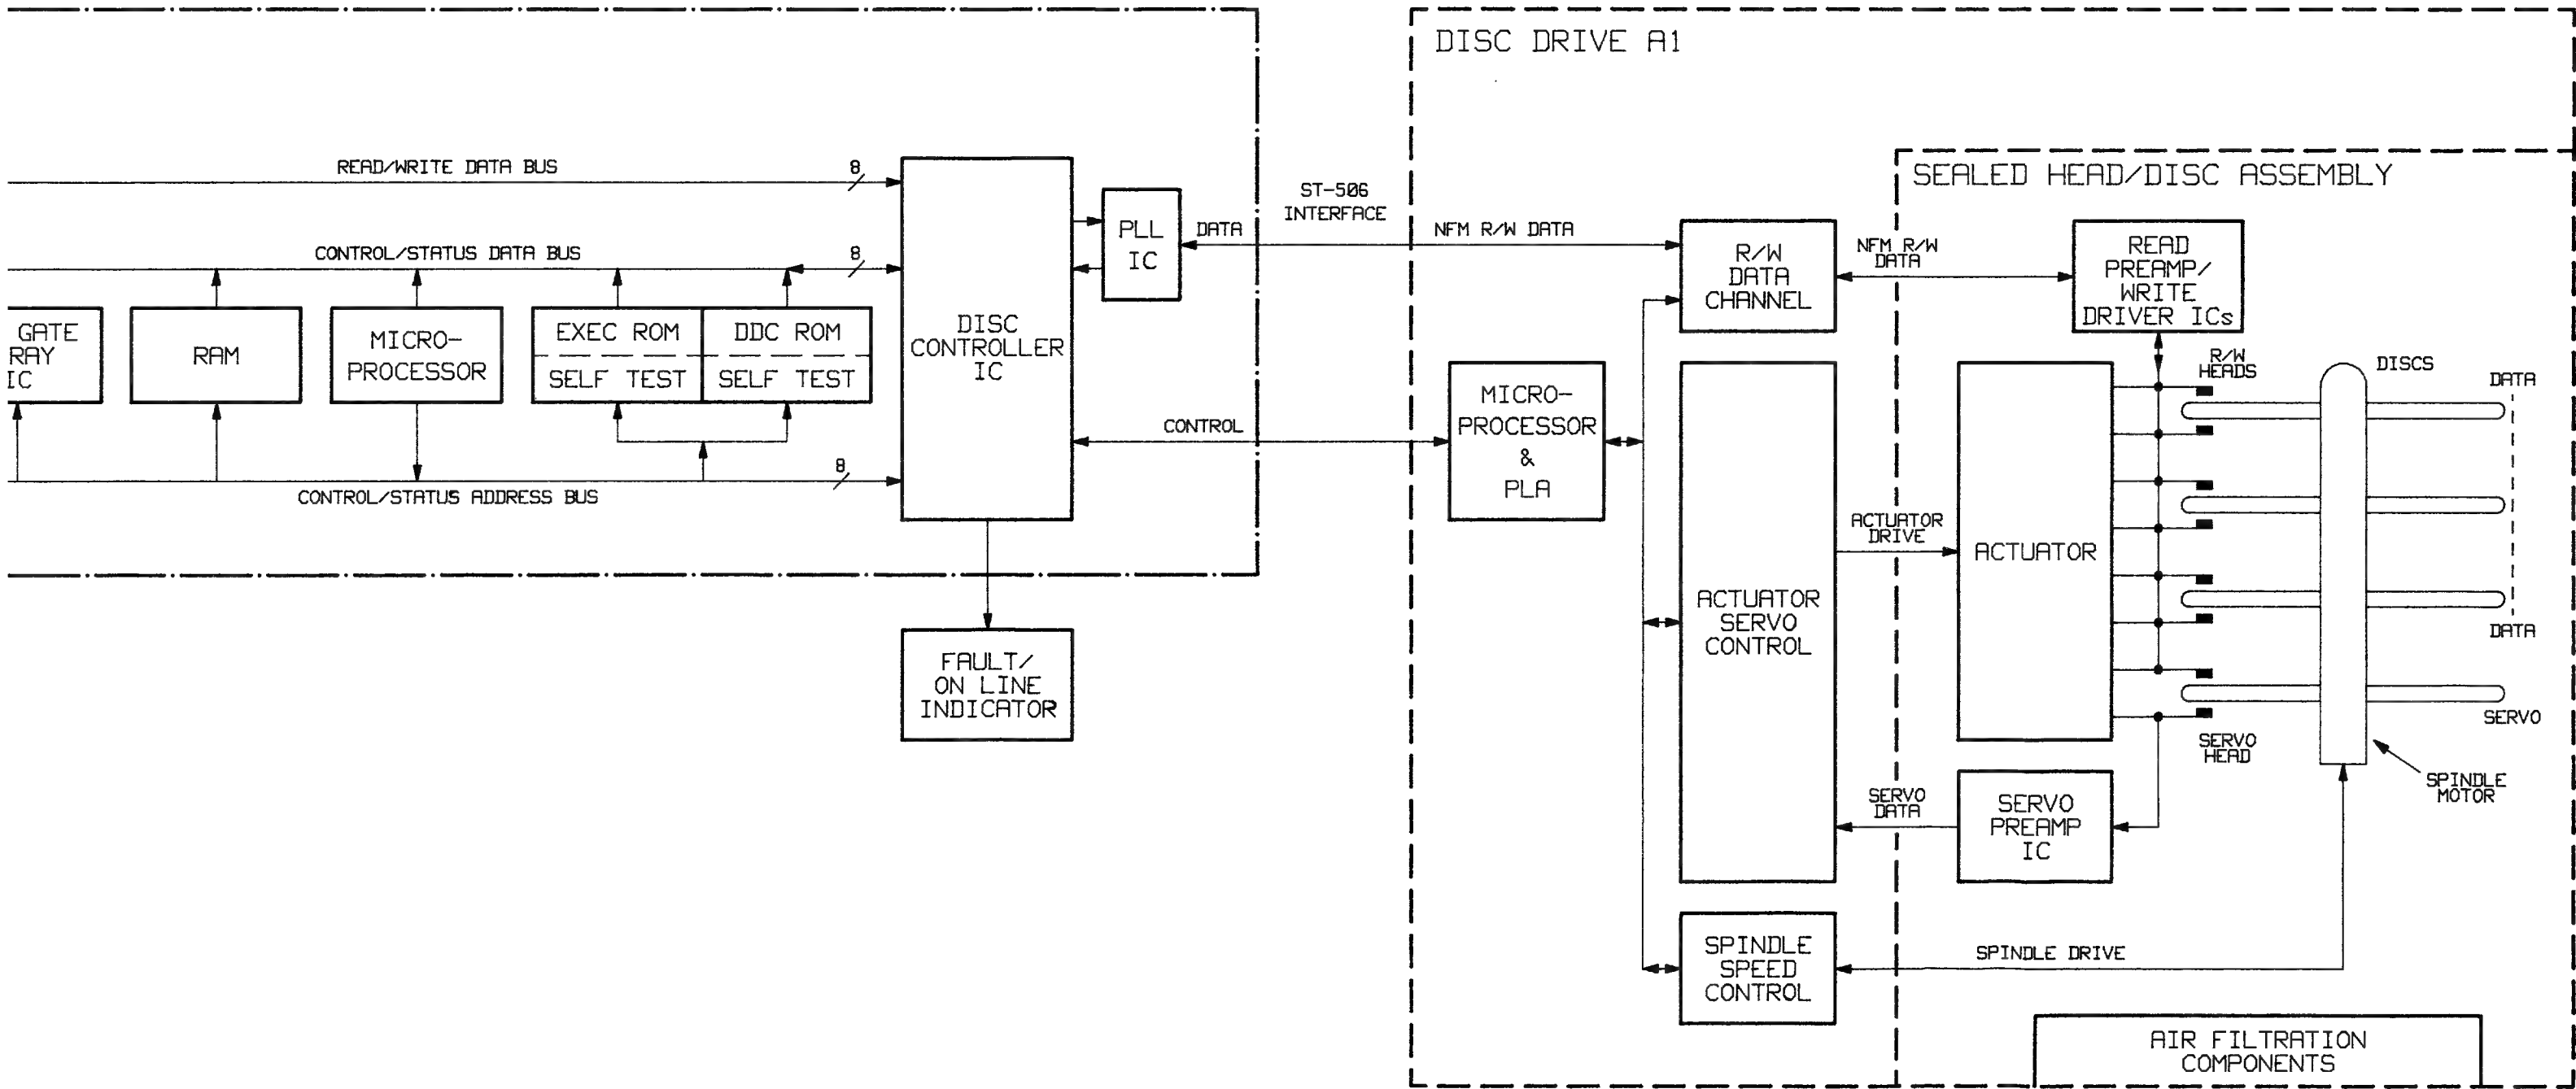 DISC DRIVE A1
SEALED HEAD/DISC ASSEMBLY
READ/WRITE DATA BUS
8
CONTROL/STATUS DATA BUS
8
GATE
RAY
IC
RAM
MICRO-
PROCESSOR
EXEC ROM
SELF TEST
DDC ROM
SELF TEST
CONTROL/STATUS ADDRESS BUS
8
DISC
CONTROLLER
IC
PLL
IC
DATA
ST-506
INTERFACE
NFM R/W DATA
CONTROL
FAULT/
ON LINE
INDICATOR
MICRO-
PROCESSOR
&
PLA
R/W
DATA
CHANNEL
NFM R/W
DATA
READ
PREAMP/
WRITE
DRIVER ICs
ACTUATOR
SERVO
CONTROL
ACTUATOR
DRIVE
ACTUATOR
R/W
HEADS
DISCS
DATA
DATA
SERVO
SERVO
HEAD
SPINDLE
MOTOR
SERVO
DATA
SERVO
PREAMP
IC
SPINDLE
SPEED
CONTROL
SPINDLE DRIVE
AIR FILTRATION
COMPONENTS